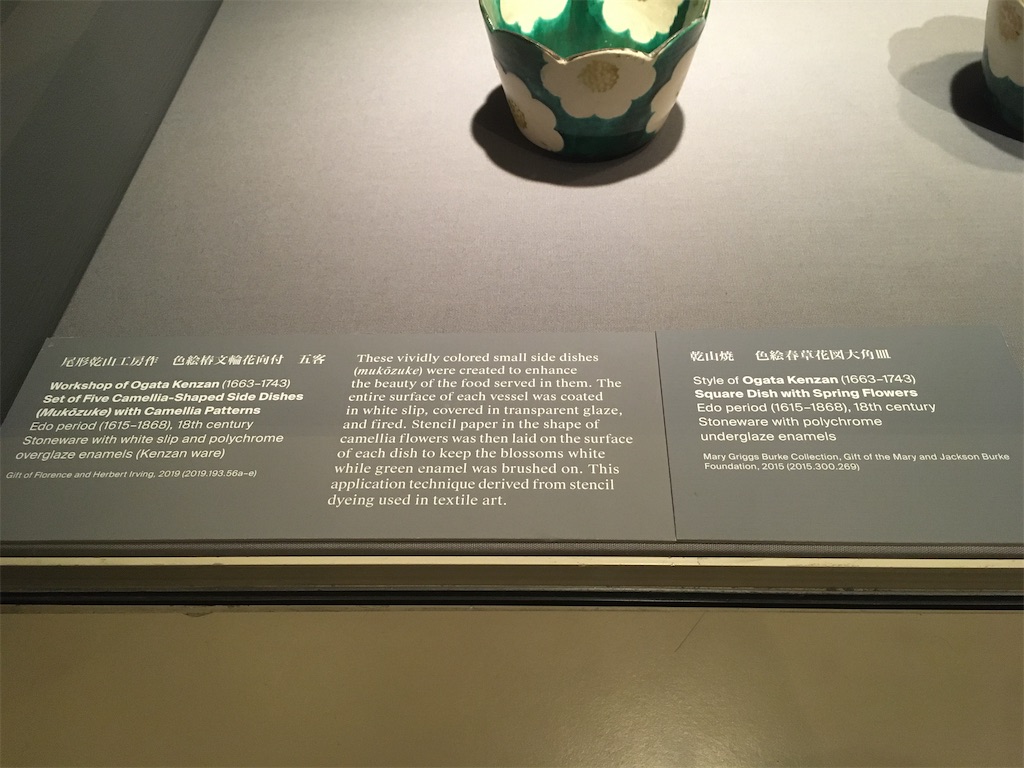 尾形乾山工房作 色絵椿文輪花向付 五客
Workshop of Ogata Kenzan (1663–1743)
Set of Five Camellia-Shaped Side Dishes
(Mukōzuke) with Camellia Patterns
Edo period (1615–1868), 18th century
Stoneware with white slip and polychrome
overglaze enamels (Kenzan ware)
Gift of Florence and Herbert Irving, 2019 (2019.193.56a–e)
These vividly colored small side dishes
(mukōzuke) were created to enhance
the beauty of the food served in them. The
entire surface of each vessel was coated
in white slip, covered in transparent glaze,
and fired. Stencil paper in the shape of
camellia flowers was then laid on the surface
of each dish to keep the blossoms white
while green enamel was brushed on. This
application technique derived from stencil
dyeing used in textile art.
乾山焼 色絵春草花図大角皿
Style of Ogata Kenzan (1663–1743)
Square Dish with Spring Flowers
Edo period (1615–1868), 18th century
Stoneware with polychrome
underglaze enamels
Mary Griggs Burke Collection, Gift of the Mary and Jackson Burke
Foundation, 2015 (2015.300.269)